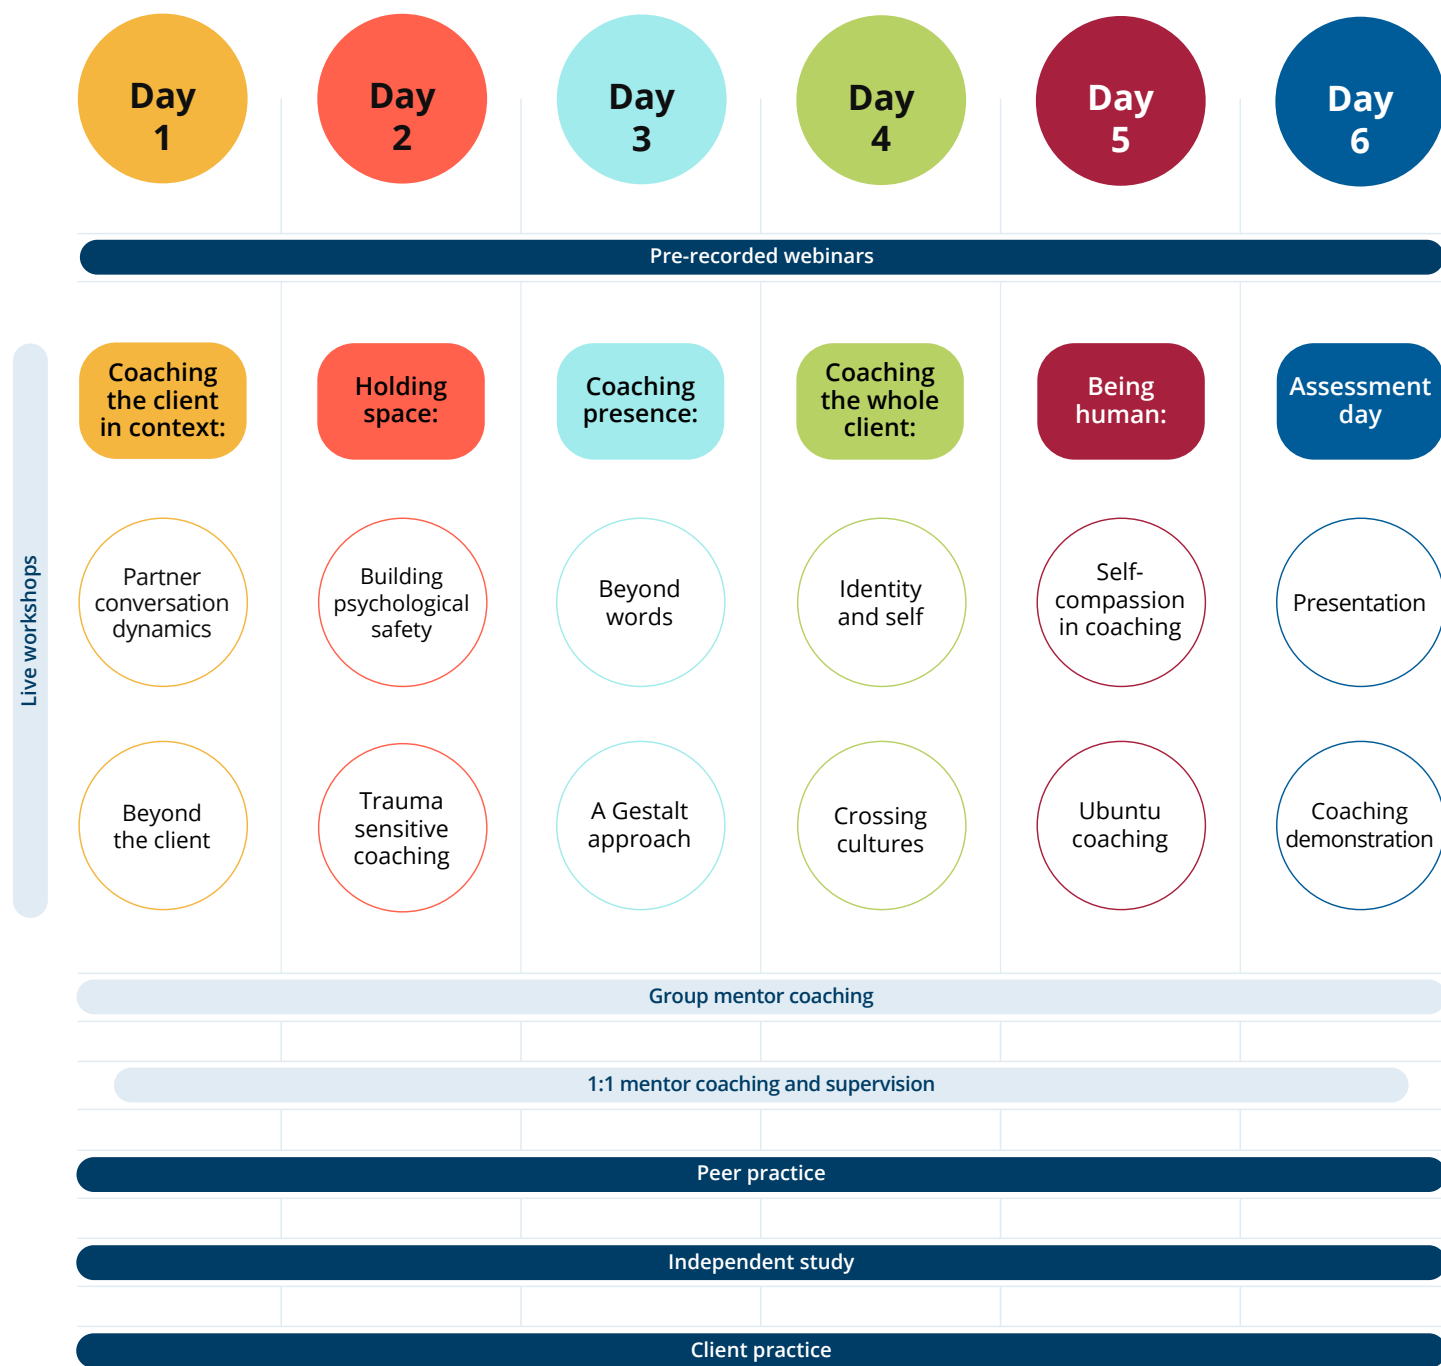 Day
1
Day
2
Day
3
Day
4
Day
5
Day
6
Pre-recorded webinars
Live workshops
Coaching
the client
in context:
Holding
space:
Coaching
presence:
Coaching
the whole
client:
Being
human:
Assessment
day
Partner
conversation
dynamics
Building
psychological
safety
Beyond
words
Identity
and self
Self-
compassion
in coaching
Presentation
Beyond
the client
Trauma
sensitive
coaching
A Gestalt
approach
Crossing
cultures
Ubuntu
coaching
Coaching
demonstration
Group mentor coaching
1:1 mentor coaching and supervision
Peer practice
Independent study
Client practice